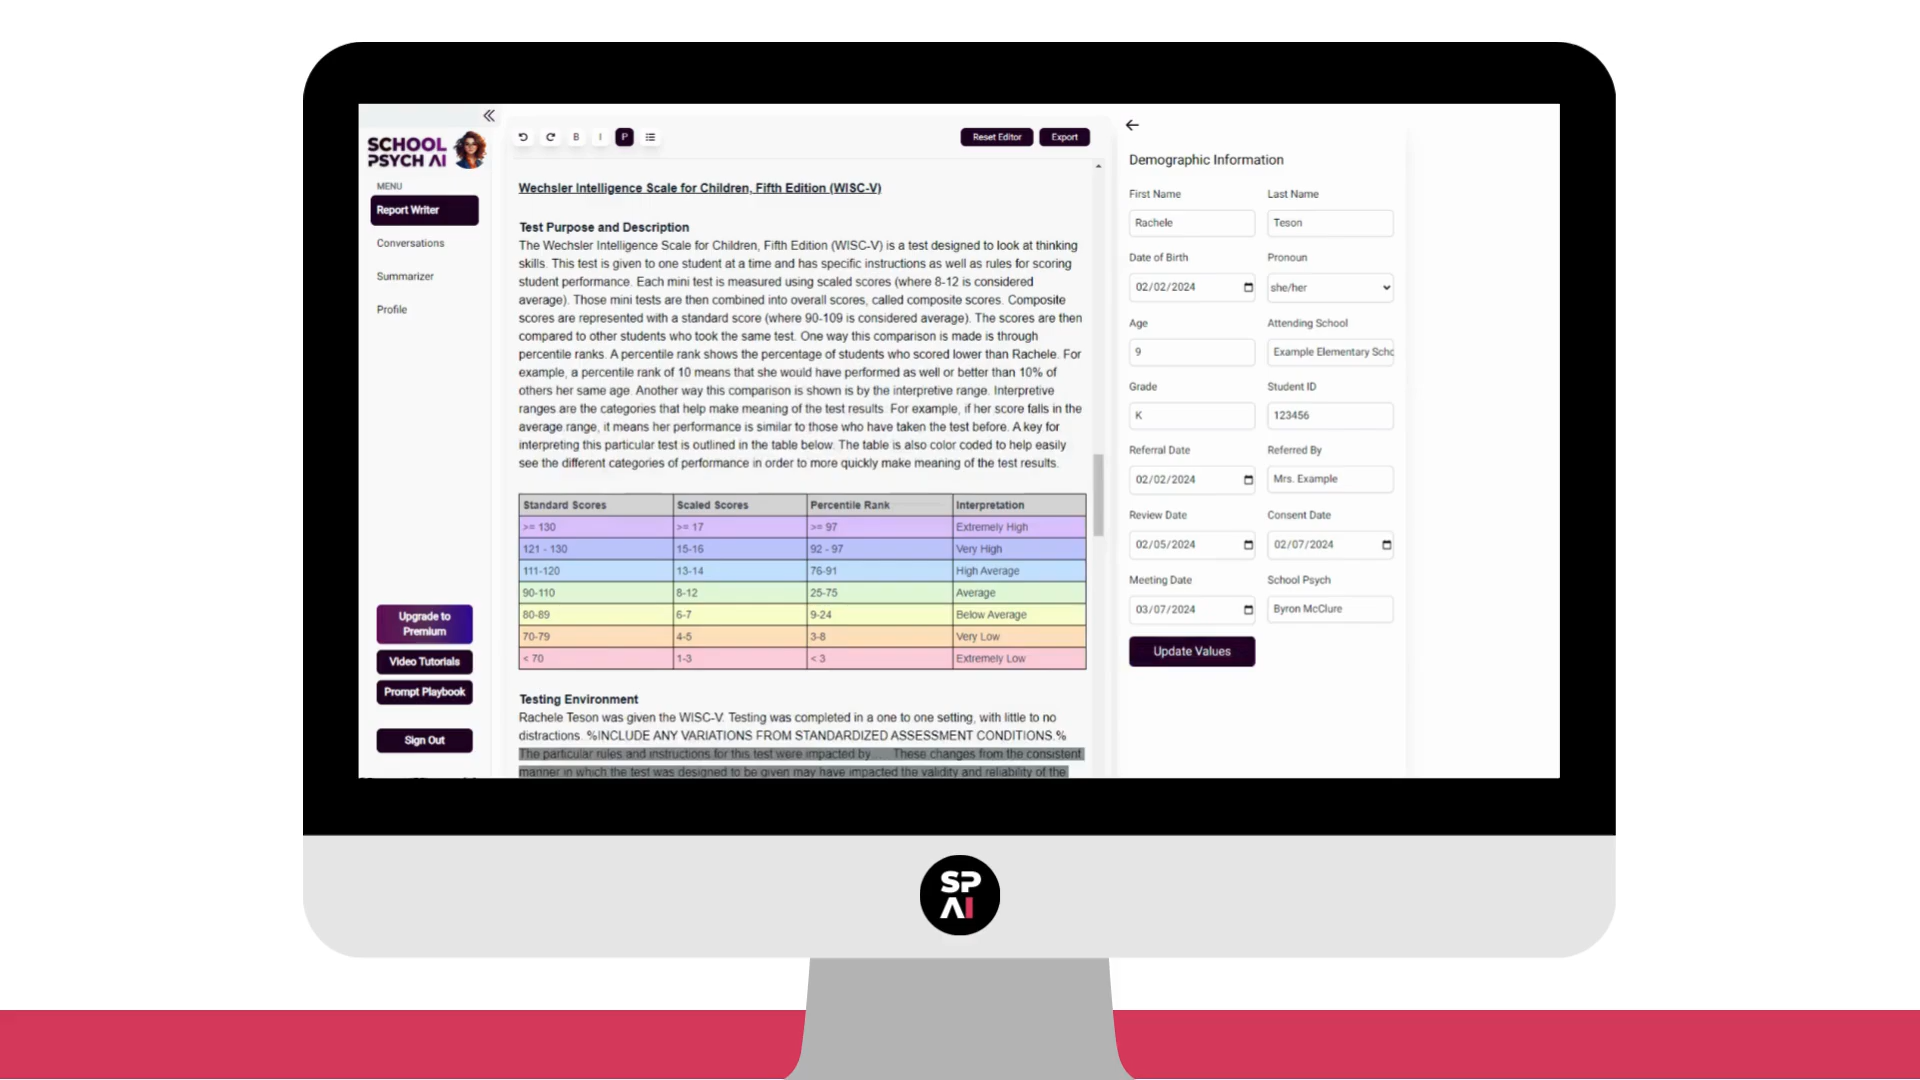 SCHOOL
PSYCH AI
MENU
Report Writer
Conversations
Summarizer
Profile
Upgrade to
Premium
Video Tutorials
Prompt Playbook
Sign Out
B I P
Reset Editor
Export
Wechsler Intelligence Scale for Children, Fifth Edition (WISC-V)
Test Purpose and Description
The Wechsler Intelligence Scale for Children, Fifth Edition (WISC-V) is a test designed to look at thinking
skills. This test is given to one student at a time and has specific instructions as well as rules for scoring
student performance. Each mini test is measured using scaled scores (where 8-12 is considered
average). Those mini tests are then combined into overall scores, called composite scores. Composite
scores are represented with a standard score (where 90-109 is considered average). The scores are then
compared to other students who took the same test. One way this comparison is made is through
percentile ranks. A percentile rank shows the percentage of students who scored lower than Rachele. For
example, a percentile rank of 10 means that she would have performed as well or better than 10% of
others her same age. Another way this comparison is shown is by the interpretive range. Interpretive
ranges are the categories that help make meaning of the test results. For example, if her score falls in the
average range, it means her performance is similar to those who have taken the test before. A key for
interpreting this particular test is outlined in the table below. The table is also color coded to help easily
see the different categories of performance in order to more quickly make meaning of the test results.
Standard Scores Scaled Scores Percentile Rank Interpretation
>= 130 >= 17 >= 97 Extremely High
121 - 130 15-16 92 - 97 Very High
111-120 13-14 76-91 High Average
90-110 8-12 25-75 Average
80-89 6-7 9-24 Below Average
70-79 4-5 3-8 Very Low
< 70 1-3 < 3 Extremely Low
Testing Environment
Rachele Teson was given the WISC-V. Testing was completed in a one to one setting, with little to no
distractions. %INCLUDE ANY VARIATIONS FROM STANDARDIZED ASSESSMENT CONDITIONS.%
The particular rules and instructions for this test were impacted by..... These changes from the consistent
manner in which the test was designed to be given may have impacted the validity and reliability of the
Demographic Information
First Name Last Name
Rachele Teson
Date of Birth Pronoun
02/02/2024 she/her
Age Attending School
9 Example Elementary Scho
Grade Student ID
K 123456
Referral Date Referred By
02/02/2024 Mrs. Example
Review Date Consent Date
02/05/2024 02/07/2024
Meeting Date School Psych
03/07/2024 Byron McClure
Update Values
SP
AI